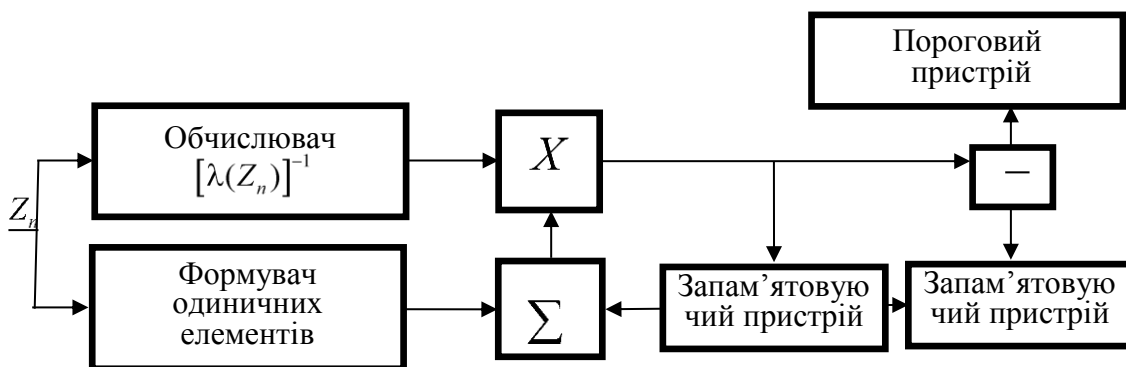 Пороговий
пристрій
Обчислювач
[λ(Zₙ)]⁻¹
X
−
Zₙ
Формувач
одиничних
елементів
∑
Запам’ятовую
чий пристрій
Запам’ятовую
чий пристрій